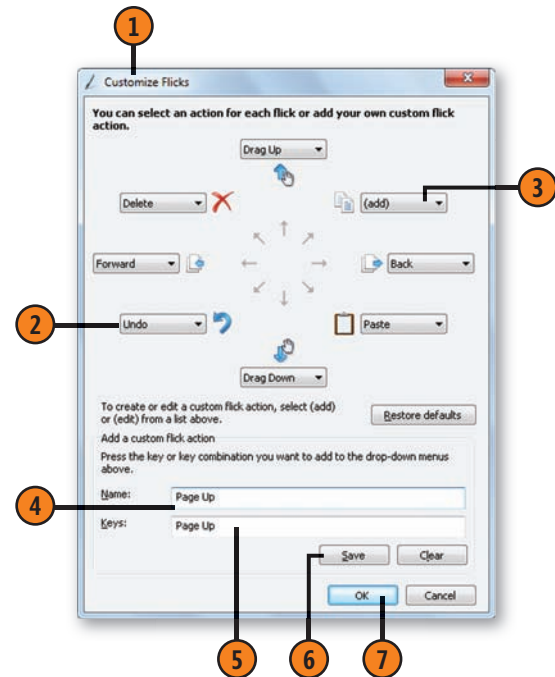 1
Customize Flicks
You can select an action for each flick or add your own custom flick
action.
Drag Up
3
Delete
(add)
Forward
Back
2
Undo
Paste
Drag Down
To create or edit a custom flick action, select (add)
or (edit) from a list above.
Restore defaults
Add a custom flick action
Press the key or key combination you want to add to the drop-down menus
above.
4
Name:
Page Up
Keys:
Page Up
Save
Clear
OK
Cancel
5
6
7